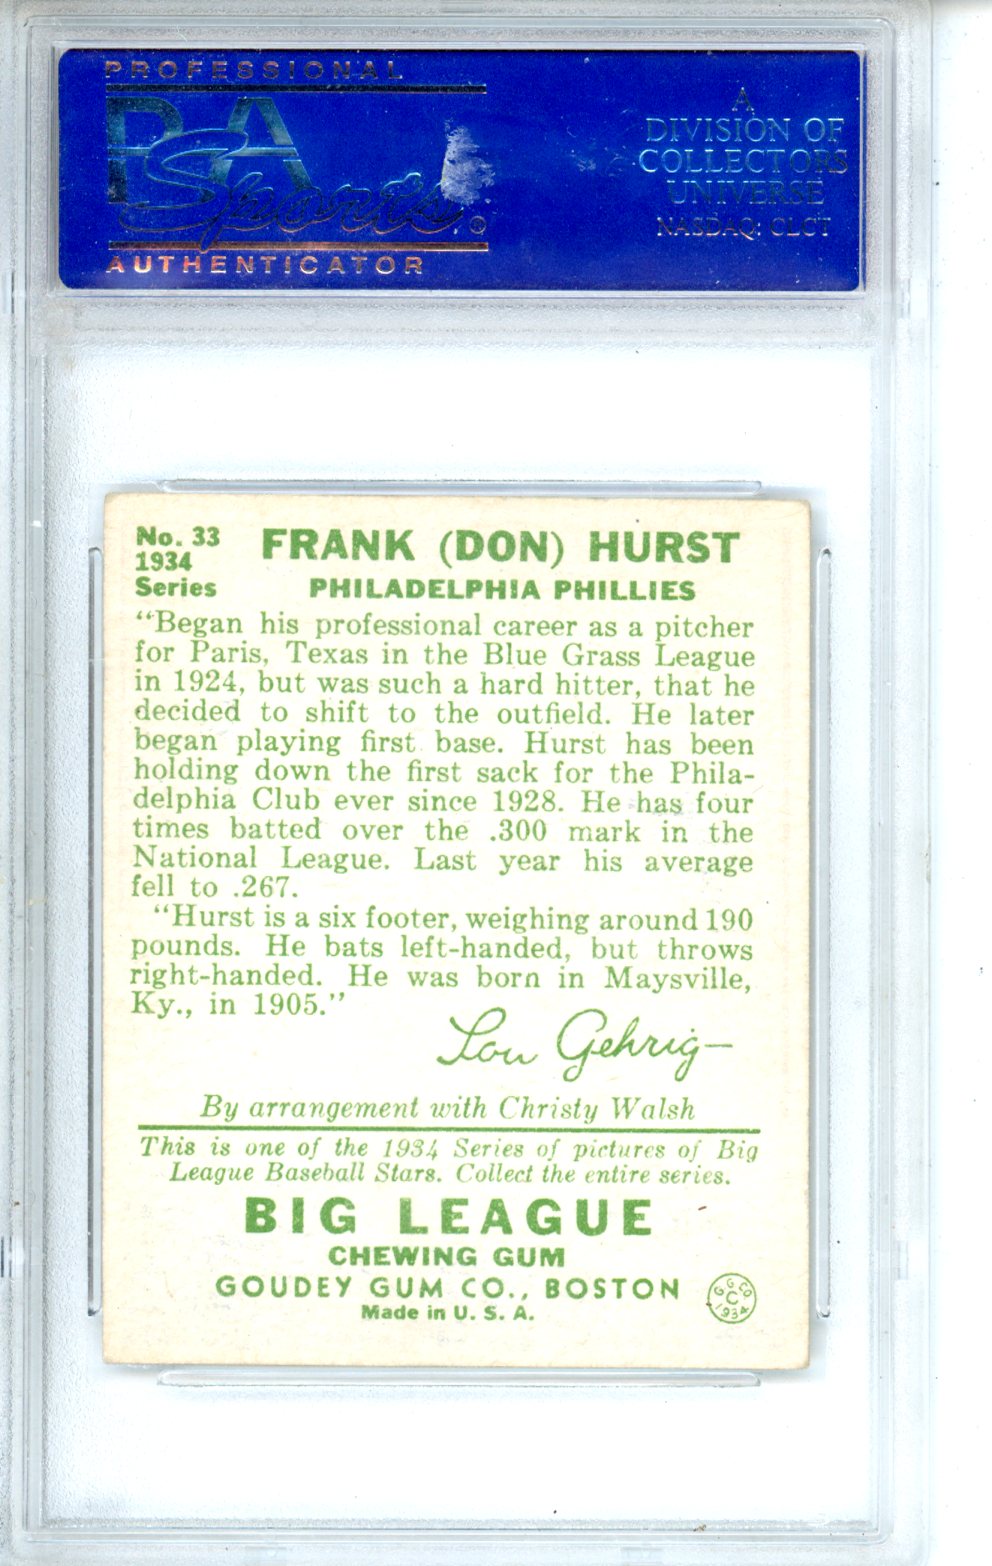 PROFESSIONAL
PSA
Sports ®
AUTHENTICATOR
A
DIVISION OF
COLLECTORS
UNIVERSE
NASDAQ: CLCT
No. 33
1934
Series
FRANK (DON) HURST
PHILADELPHIA PHILLIES
“Began his professional career as a pitcher
for Paris, Texas in the Blue Grass League
in 1924, but was such a hard hitter, that he
decided to shift to the outfield. He later
began playing first base. Hurst has been
holding down the first sack for the Phila-
delphia Club ever since 1928. He has four
times batted over the .300 mark in the
National League. Last year his average
fell to .267.
“Hurst is a six footer, weighing around 190
pounds. He bats left-handed, but throws
right-handed. He was born in Maysville,
Ky., in 1905.”
Lou Gehrig
By arrangement with Christy Walsh
This is one of the 1934 Series of pictures of Big
League Baseball Stars. Collect the entire series.
BIG LEAGUE
CHEWING GUM
GOUDEY GUM CO., BOSTON
Made in U. S. A.
G. G. CO.
C
1934